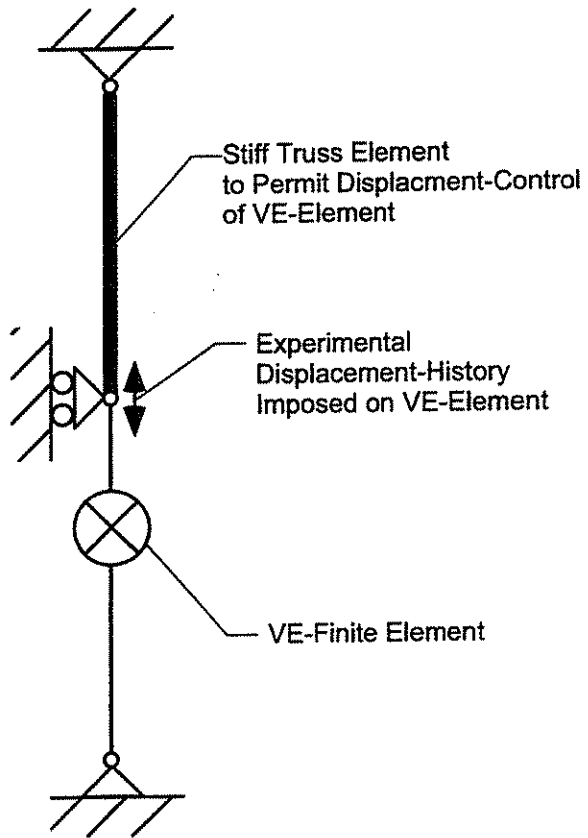 Stiff Truss Element
to Permit Displacment-Control
of VE-Element
Experimental
Displacement-History
Imposed on VE-Element
VE-Finite Element